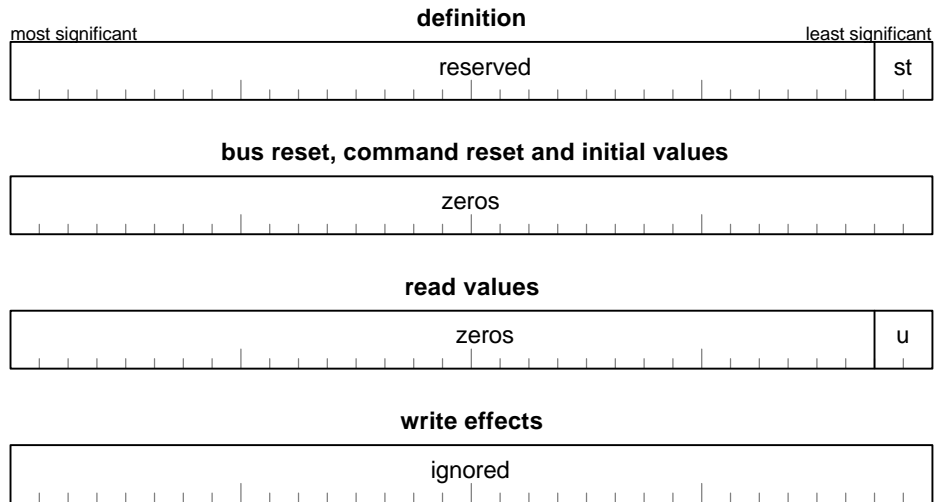 definition
most significant least significant
reserved st
bus reset, command reset and initial values
zeros
read values
zeros u
write effects
ignored